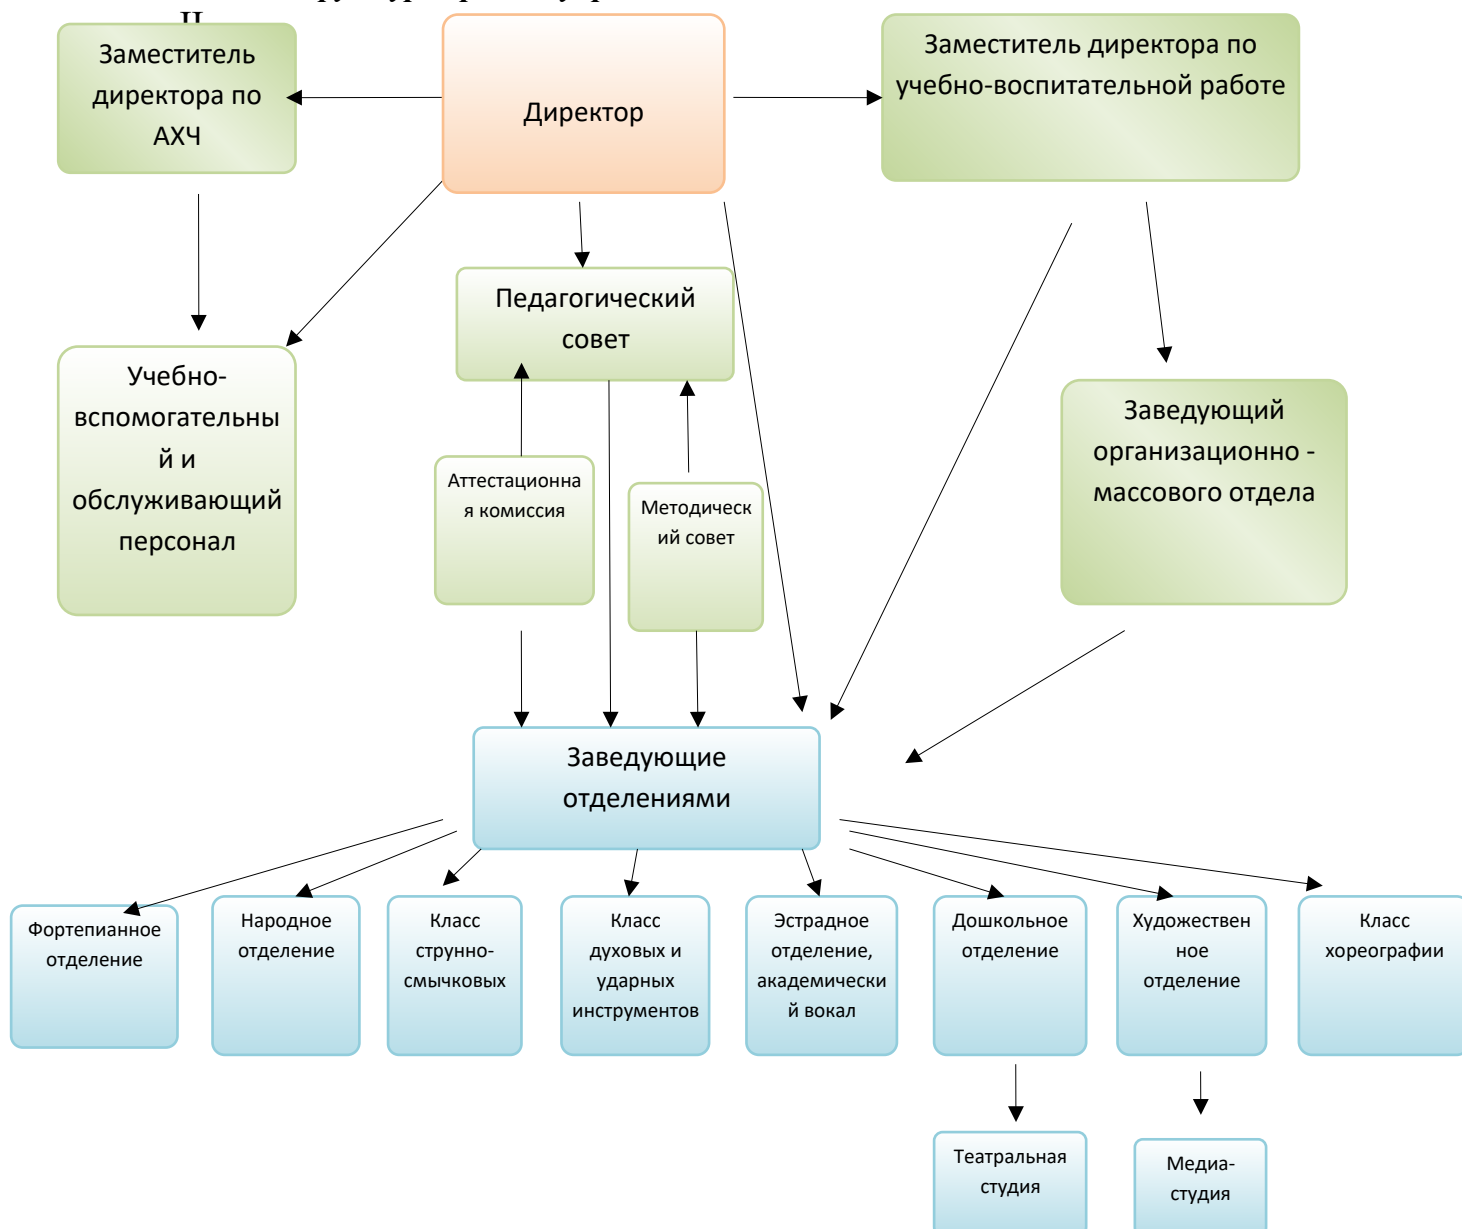 Заместитель
директора по
АХЧ
Директор
Заместитель директора по
учебно-воспитательной работе
Педагогический
совет
Учебно-
вспомогательны
й и
обслуживающий
персонал
Аттестационна
я комиссия
Методическ
ий совет
Заведующий
организационно -
массового отдела
Заведующие
отделениями
Фортепианное
отделение
Народное
отделение
Класс
струнно-
смычковых
Класс
духовых и
ударных
инструментов
Эстрадное
отделение,
академически
й вокал
Дошкольное
отделение
Художествен
ное
отделение
Класс
хореографии
Театральная
студия
Медиа-
студия